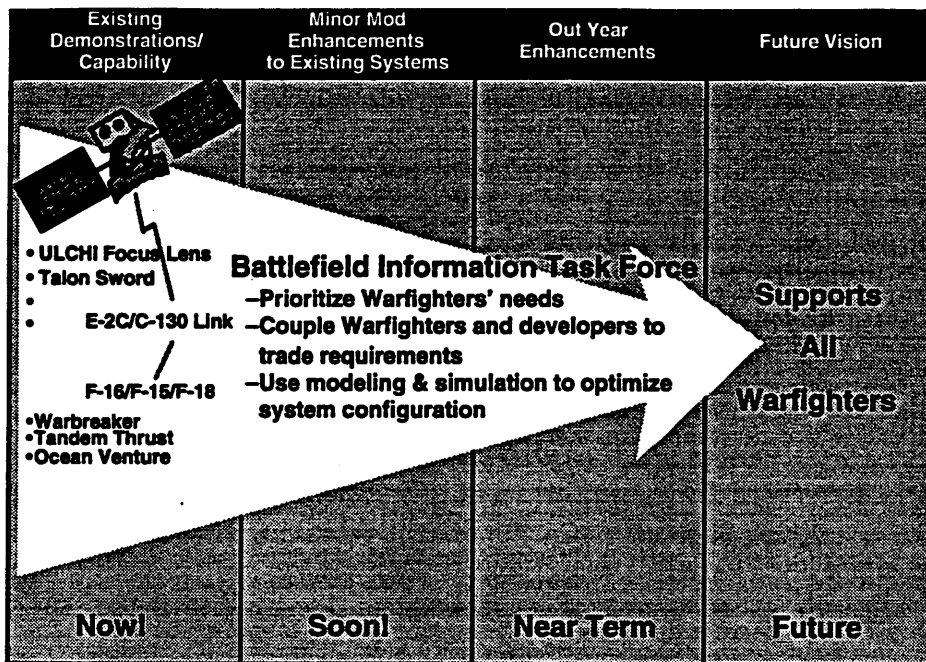 Existing
Demonstrations/
Capability
Minor Mod
Enhancements
to Existing Systems
Out Year
Enhancements
Future Vision
• ULCHI Focus Lens
• Talon Sword
•
•
E-2C/C-130 Link
F-16/F-15/F-18
•Warbreaker
•Tandem Thrust
•Ocean Venture
Battlefield Information Task Force
–Prioritize Warfighters' needs
–Couple Warfighters and developers to
trade requirements
–Use modeling & simulation to optimize
system configuration
Supports
All
Warfighters
Now!
Soon!
Near Term
Future